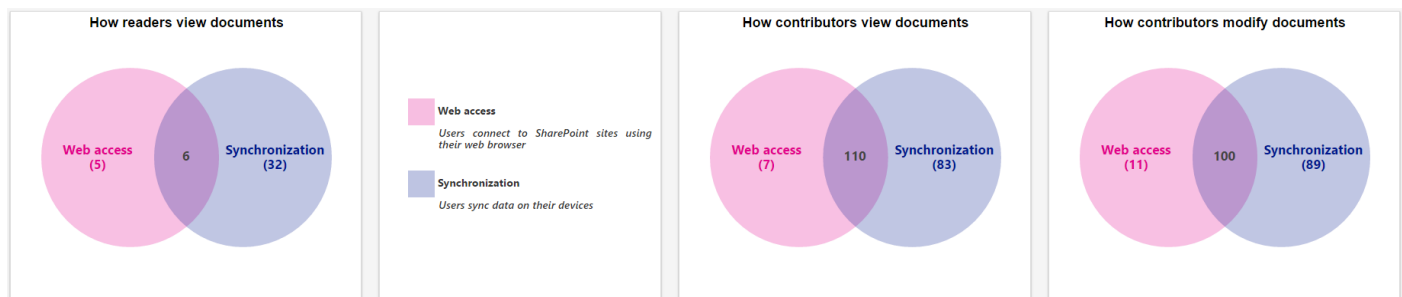 How readers view documents
Web access
(5)
6
Synchronization
(32)
Web access
Users connect to SharePoint sites using
their web browser
Synchronization
Users sync data on their devices
How contributors view documents
Web access
(7)
110
Synchronization
(83)
How contributors modify documents
Web access
(11)
100
Synchronization
(89)